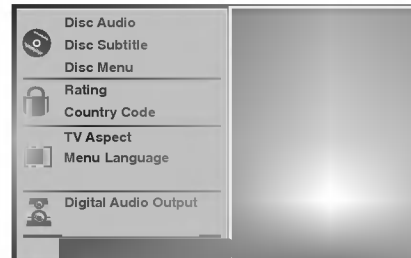 Disc Audio
Disc Subtitle
Disc Menu
Rating
Country Code
TV Aspect
Menu Language
Digital Audio Output